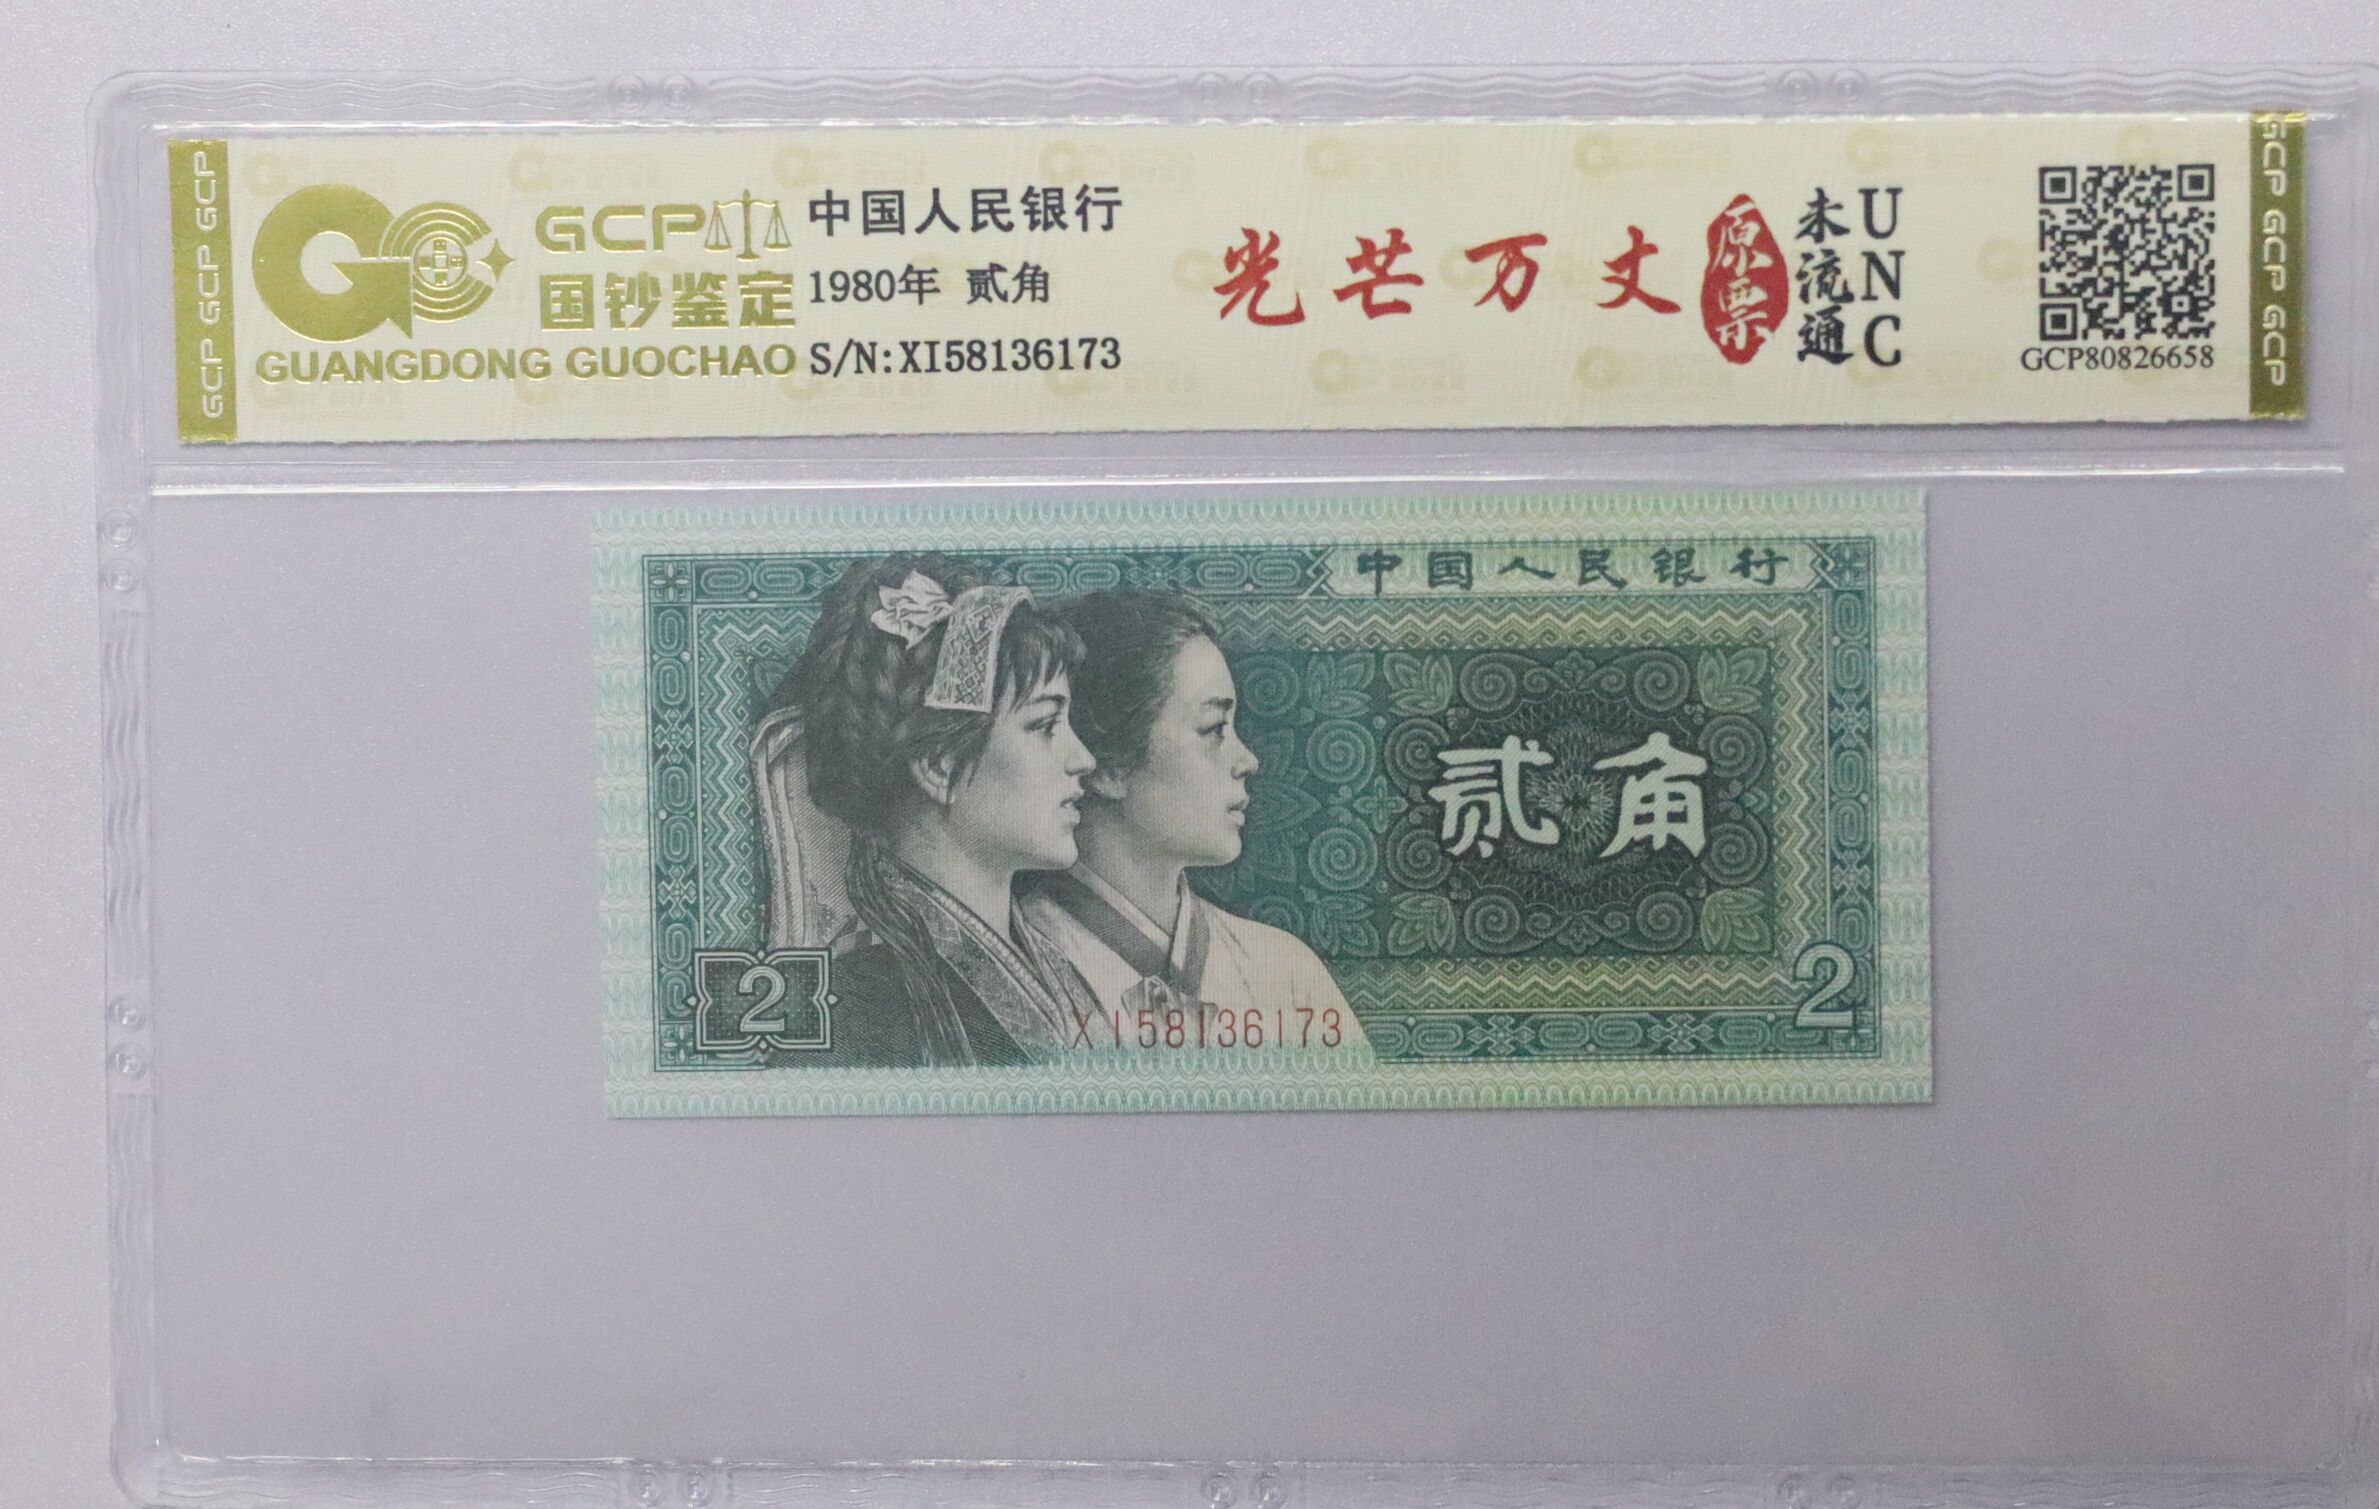 GCP GCP GCP GCP
GCP
国钞鉴定
GUANGDONG GUOCHAO
中国人民银行
1980年 贰角
S/N:XI58136173
光芒万丈
原票
未流通
UNC
GCP80826658
GCP GCP GCP GCP
中国人民银行
贰角
2
2
XI58136173